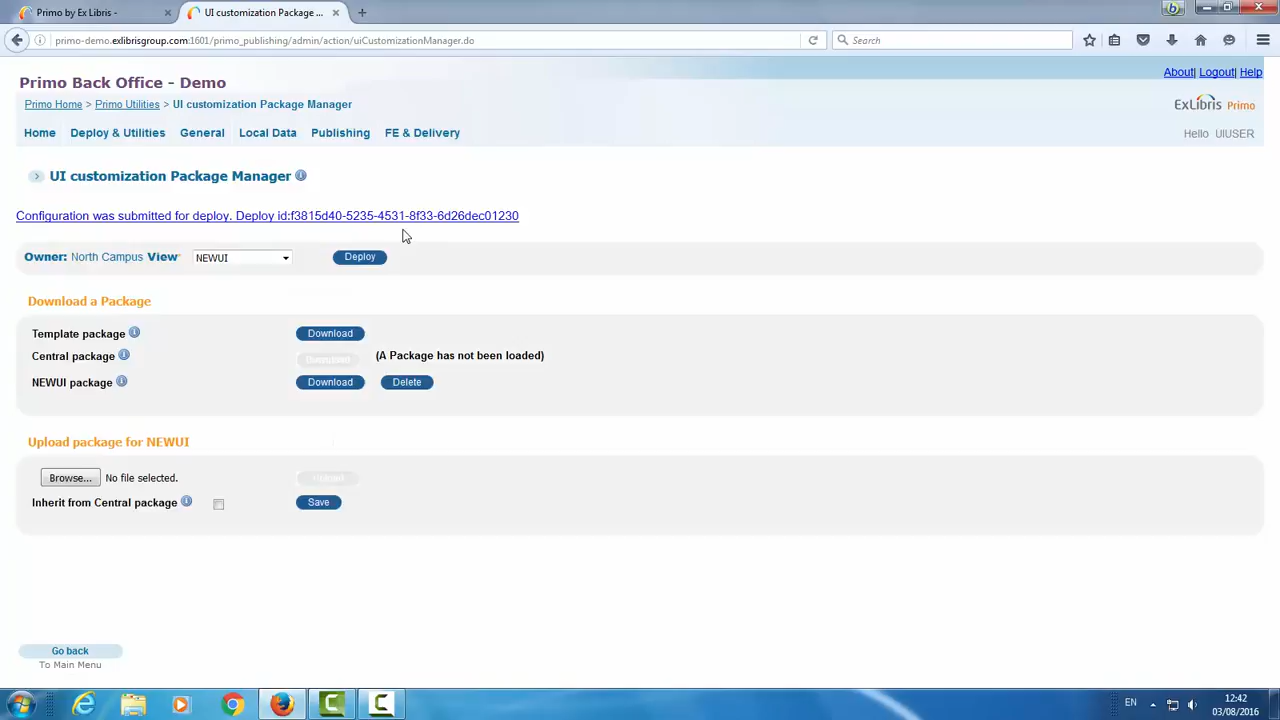 Primo by Ex Libris -
UI customization Package ...
primo-demo.exlibrisgroup.com:1601/primo_publishing/admin/action/uiCustomizationManager.do
Search
About| Logout| Help
Primo Back Office - Demo
Primo Home > Primo Utilities > UI customization Package Manager
ExLibris Primo
Home Deploy & Utilities General Local Data Publishing FE & Delivery
Hello UIUSER
UI customization Package Manager
Configuration was submitted for deploy. Deploy id:f3815d40-5235-4531-8f33-6d26dec01230
Owner: North Campus View* NEWUI Deploy
Download a Package
Template package Download
Central package Download (A Package has not been loaded)
NEWUI package Download Delete
Upload package for NEWUI
Browse... No file selected. Upload
Inherit from Central package Save
Go back
To Main Menu
EN 12:42
03/08/2016